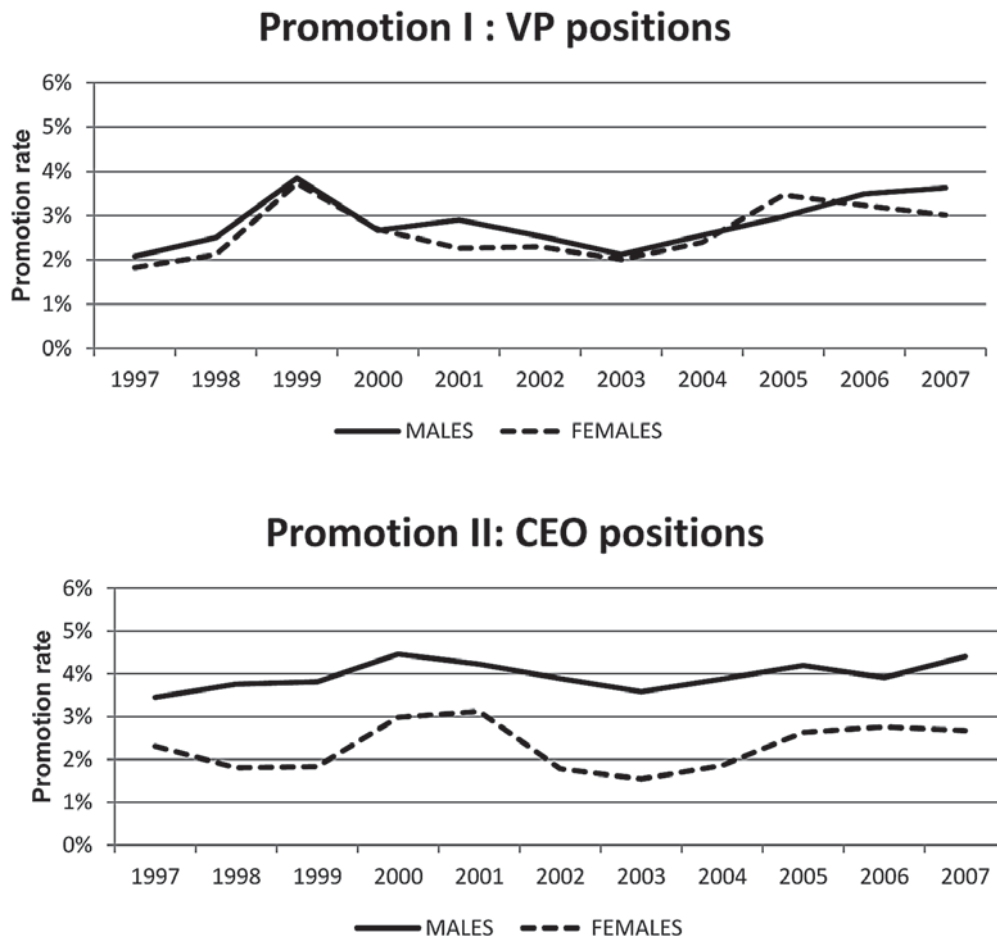 Promotion I : VP positions
Promotion rate
6%
5%
4%
3%
2%
1%
0%
1997 1998 1999 2000 2001 2002 2003 2004 2005 2006 2007
MALES FEMALES
Promotion II: CEO positions
Promotion rate
6%
5%
4%
3%
2%
1%
0%
1997 1998 1999 2000 2001 2002 2003 2004 2005 2006 2007
MALES FEMALES